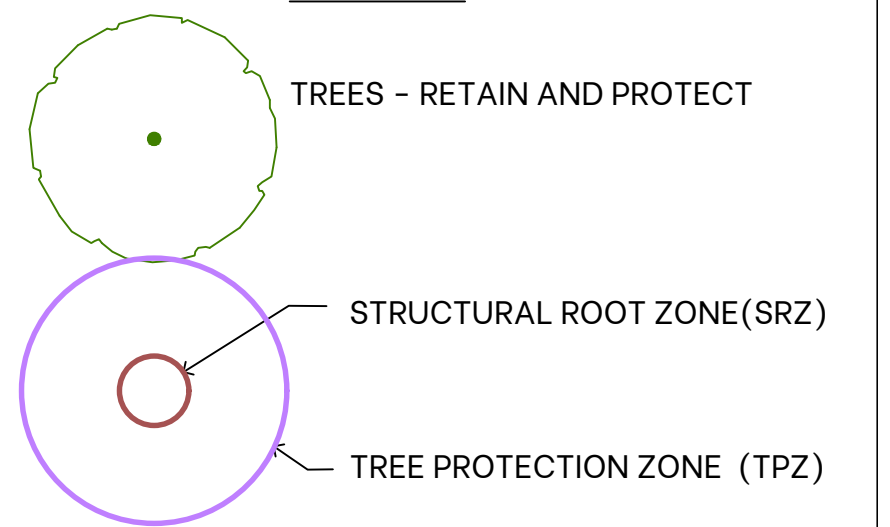 TREES - RETAIN AND PROTECT
STRUCTURAL ROOT ZONE(SRZ)
TREE PROTECTION ZONE (TPZ)